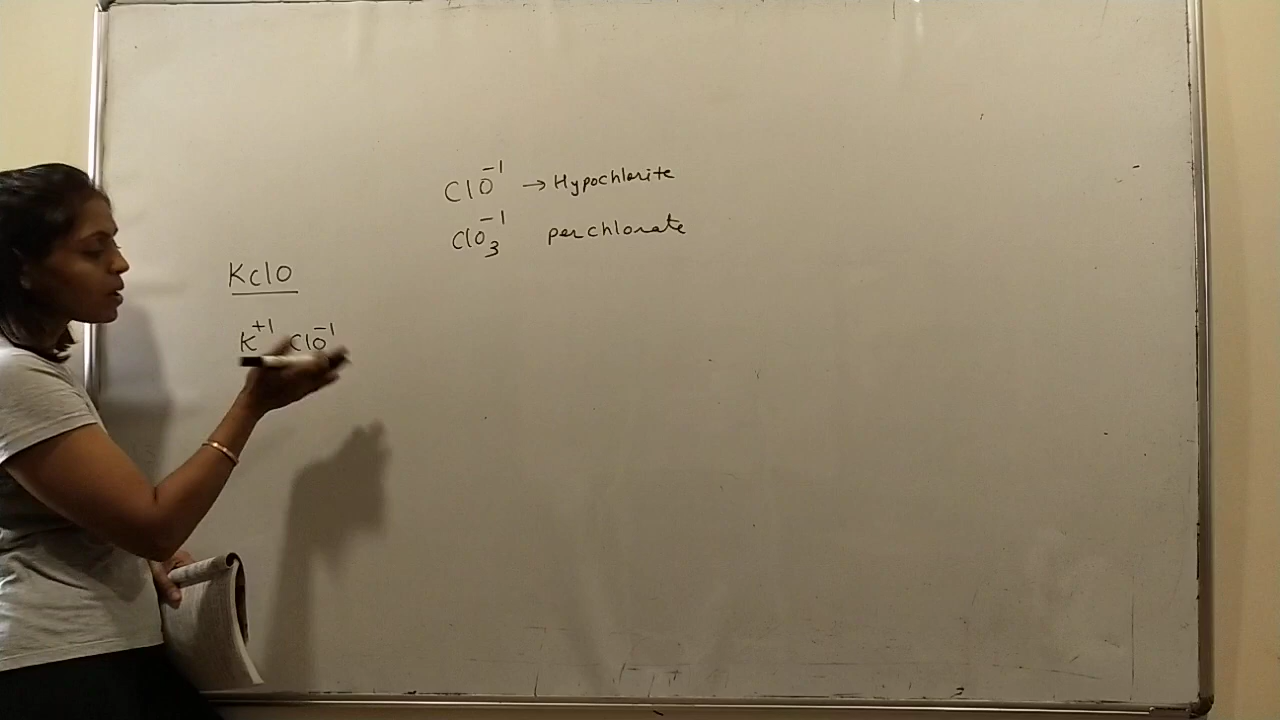 ClO⁻¹ → Hypochlorite
ClO₃⁻¹ perchlorate
KClO
K⁺¹ ClO⁻¹